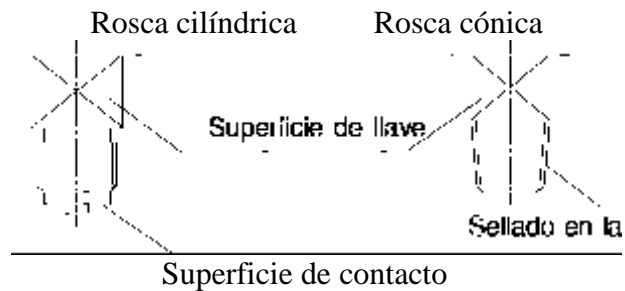 Rosca cilíndrica Rosca cónica
Superficie de llave
Sellado en la
Superficie de contacto